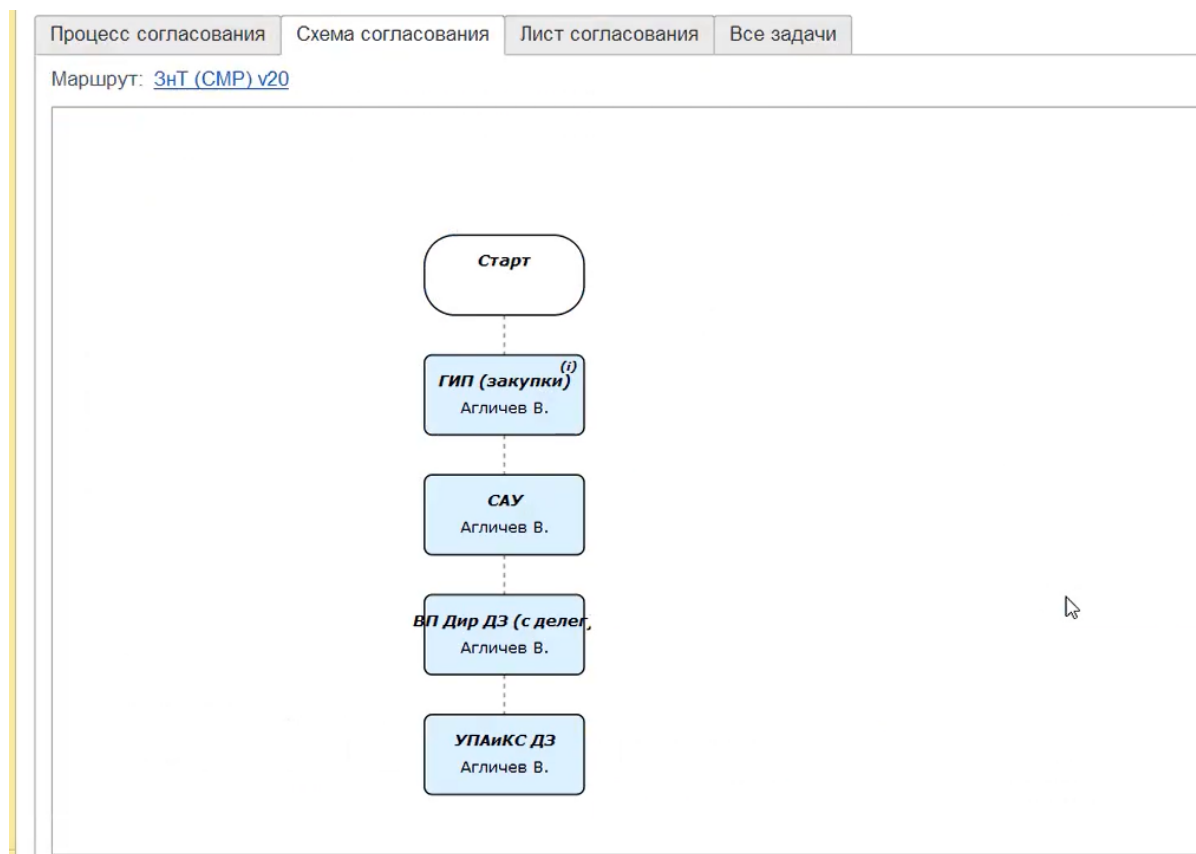 Процесс согласования Схема согласования Лист согласования Все задачи
Маршрут: ЗнТ (СМР) v20
Старт
(i)
ГИП (закупки)
Агличев В.
САУ
Агличев В.
ВП Дир ДЗ (с делег,
Агличев В.
УПАиКС ДЗ
Агличев В.